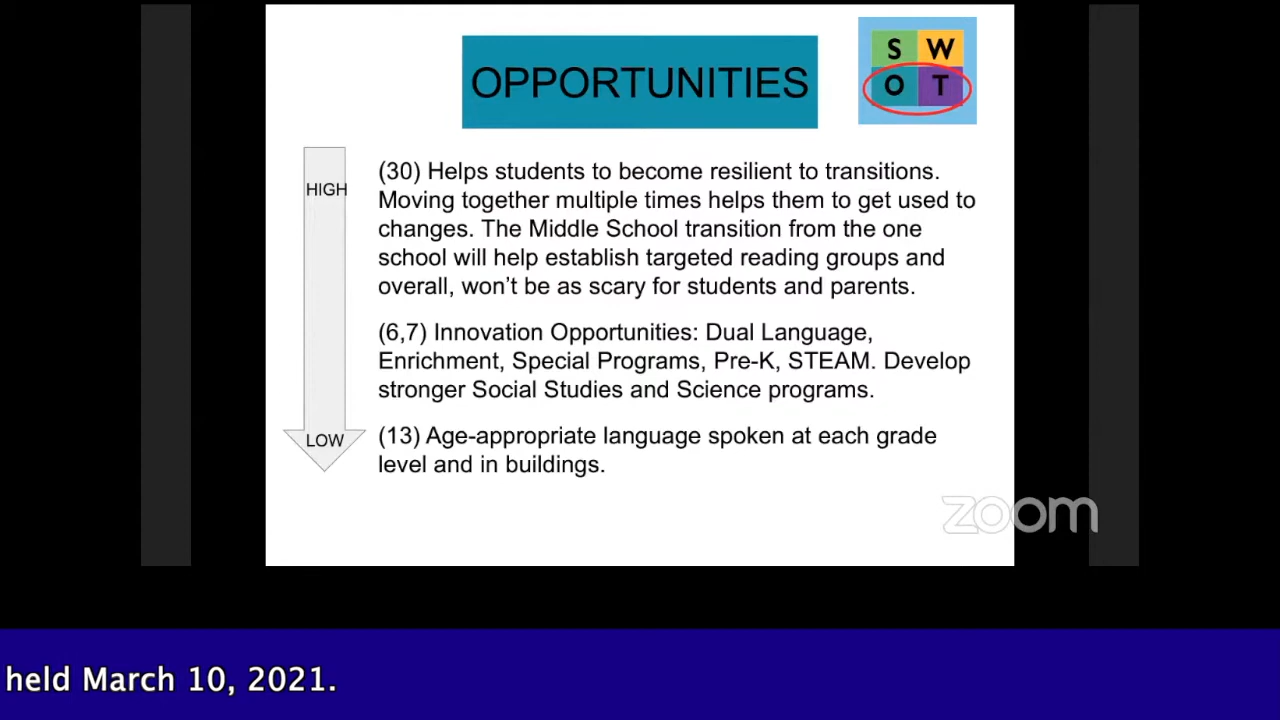 OPPORTUNITIES
S W
O T
HIGH
(30) Helps students to become resilient to transitions.
Moving together multiple times helps them to get used to
changes. The Middle School transition from the one
school will help establish targeted reading groups and
overall, won't be as scary for students and parents.
(6,7) Innovation Opportunities: Dual Language,
Enrichment, Special Programs, Pre-K, STEAM. Develop
stronger Social Studies and Science programs.
LOW
(13) Age-appropriate language spoken at each grade
level and in buildings.
zoom
held March 10, 2021.